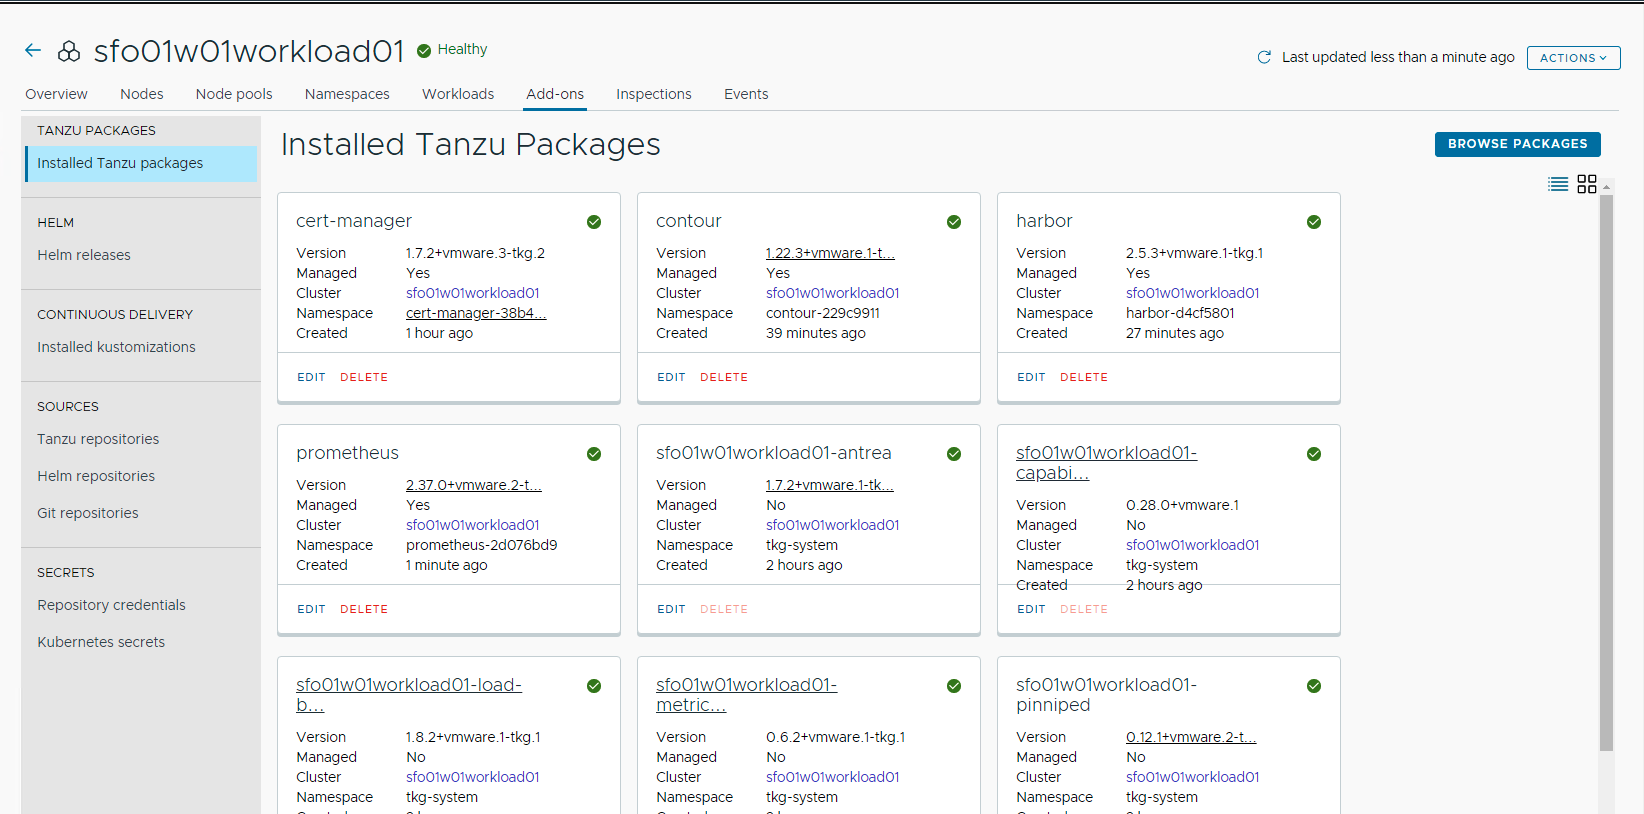 sfo01w01workload01 Healthy
Last updated less than a minute ago ACTIONS
Overview Nodes Node pools Namespaces Workloads Add-ons Inspections Events
TANZU PACKAGES
Installed Tanzu packages
HELM
Helm releases
CONTINUOUS DELIVERY
Installed kustomizations
SOURCES
Tanzu repositories
Helm repositories
Git repositories
SECRETS
Repository credentials
Kubernetes secrets
Installed Tanzu Packages
BROWSE PACKAGES
cert-manager
Version 1.7.2+vmware.3-tkg.2
Managed Yes
Cluster sfo01w01workload01
Namespace cert-manager-38b4...
Created 1 hour ago
EDIT DELETE
contour
Version 1.22.3+vmware.1-t...
Managed Yes
Cluster sfo01w01workload01
Namespace contour-229c9911
Created 39 minutes ago
EDIT DELETE
harbor
Version 2.5.3+vmware.1-tkg.1
Managed Yes
Cluster sfo01w01workload01
Namespace harbor-d4cf5801
Created 27 minutes ago
EDIT DELETE
prometheus
Version 2.37.0+vmware.2-t...
Managed Yes
Cluster sfo01w01workload01
Namespace prometheus-2d076bd9
Created 1 minute ago
EDIT DELETE
sfo01w01workload01-antrea
Version 1.7.2+vmware.1-tk...
Managed No
Cluster sfo01w01workload01
Namespace tkg-system
Created 2 hours ago
EDIT DELETE
sfo01w01workload01-
capabi...
Version 0.28.0+vmware.1
Managed No
Cluster sfo01w01workload01
Namespace tkg-system
Created 2 hours ago
EDIT DELETE
sfo01w01workload01-load-
b...
Version 1.8.2+vmware.1-tkg.1
Managed No
Cluster sfo01w01workload01
Namespace tkg-system
sfo01w01workload01-
metric...
Version 0.6.2+vmware.1-tkg.1
Managed No
Cluster sfo01w01workload01
Namespace tkg-system
sfo01w01workload01-
pinniped
Version 0.12.1+vmware.2-t...
Managed No
Cluster sfo01w01workload01
Namespace tkg-system